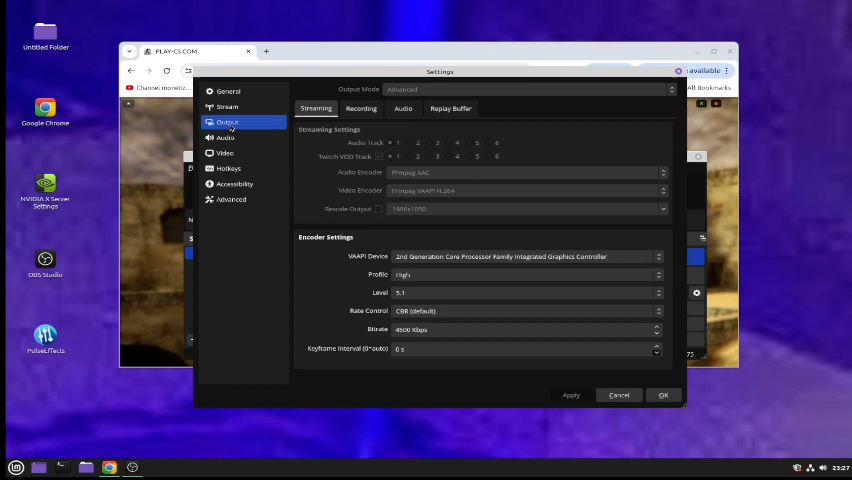 Untitled Folder
Google Chrome
NVIDIA X Server
Settings
OBS Studio
PulseEffects
PLAY-CS.COM
e available
Channel monetiz...
All Bookmarks
Settings
General
Stream
Output
Audio
Video
Hotkeys
Accessibility
Advanced
Output Mode Advanced
Streaming Recording Audio Replay Buffer
Streaming Settings
Audio Track 1 2 3 4 5 6
Twitch VOD Track 1 2 3 4 5 6
Audio Encoder FFmpeg AAC
Video Encoder FFmpeg VAAPI H.264
Rescale Output 1680x1050
Encoder Settings
VAAPI Device 2nd Generation Core Processor Family Integrated Graphics Controller
Profile High
Level 5.1
Rate Control CBR (default)
Bitrate 4500 Kbps
Keyframe Interval (0=auto) 0 s
Apply Cancel OK
75
23:27